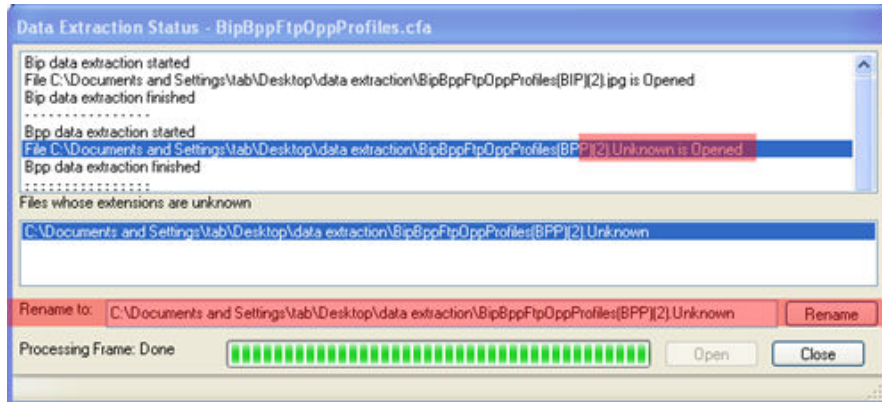 Data Extraction Status - BipBppFtpOppProfiles.cfa
Bip data extraction started
File C:\Documents and Settings\tab\Desktop\data extraction\BipBppFtpOppProfiles(BIP)(2).jpg is Opened
Bip data extraction finished
- - - - - - - - - - - - - - - -
Bpp data extraction started
File C:\Documents and Settings\tab\Desktop\data extraction\BipBppFtpOppProfiles(BPP)(2).Unknown is Opened
Bpp data extraction finished
: : : : : : : : : : : : : : : :
Files whose extensions are unknown
C:\Documents and Settings\tab\Desktop\data extraction\BipBppFtpOppProfiles(BPP)(2).Unknown
Rename to: C:\Documents and Settings\tab\Desktop\data extraction\BipBppFtpOppProfiles(BPP)(2).Unknown Rename
Processing Frame: Done Open Close